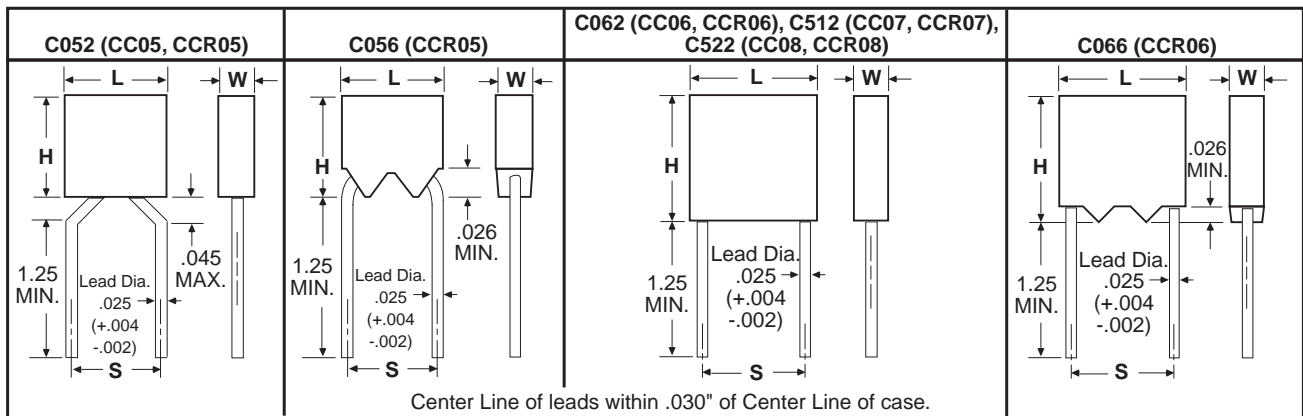 C052 (CC05, CCR05)
L
W
H
1.25
MIN.
.045
MAX.
Lead Dia.
.025
(+.004
-.002)
S
C056 (CCR05)
L
W
H
1.25
MIN.
.026
MIN.
Lead Dia.
.025
(+.004
-.002)
S
C062 (CC06, CCR06), C512 (CC07, CCR07),
C522 (CC08, CCR08)
L
W
H
1.25
MIN.
Lead Dia.
.025
(+.004
-.002)
S
C066 (CCR06)
L
W
H
.026
MIN.
1.25
MIN.
Lead Dia.
.025
(+.004
-.002)
S
Center Line of leads within .030" of Center Line of case.